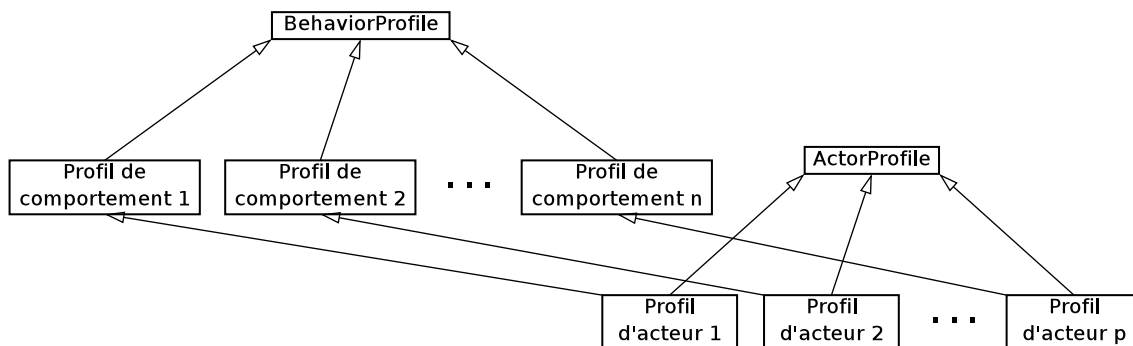 BehaviorProfile
Profil de
comportement 1
Profil de
comportement 2
...
Profil de
comportement n
ActorProfile
Profil
d'acteur 1
Profil
d'acteur 2
...
Profil
d'acteur p